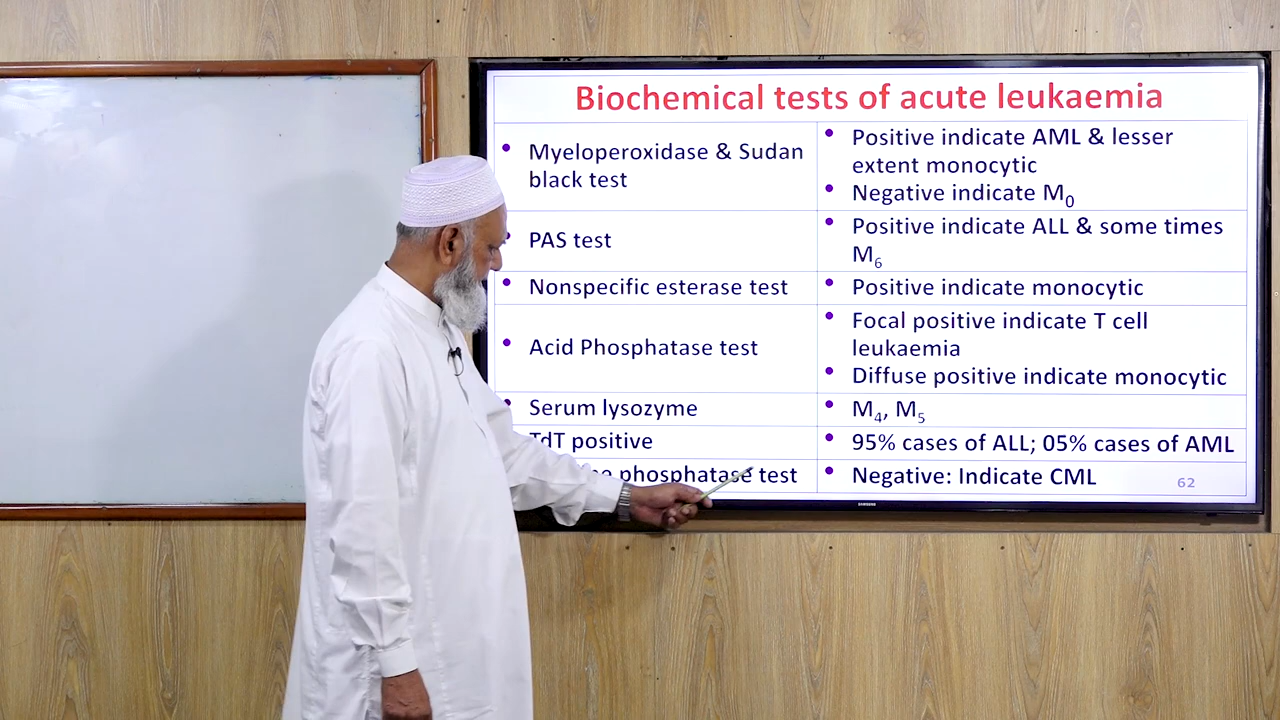 Biochemical tests of acute leukaemia
• Myeloperoxidase & Sudan
black test
• Positive indicate AML & lesser
extent monocytic
• Negative indicate M₀
PAS test
• Positive indicate ALL & some times
M₆
• Nonspecific esterase test
• Positive indicate monocytic
• Acid Phosphatase test
• Focal positive indicate T cell
leukaemia
• Diffuse positive indicate monocytic
• Serum lysozyme
• M₄, M₅
TdT positive
• 95% cases of ALL; 05% cases of AML
phosphatase test
• Negative: Indicate CML
62
SAMSUNG